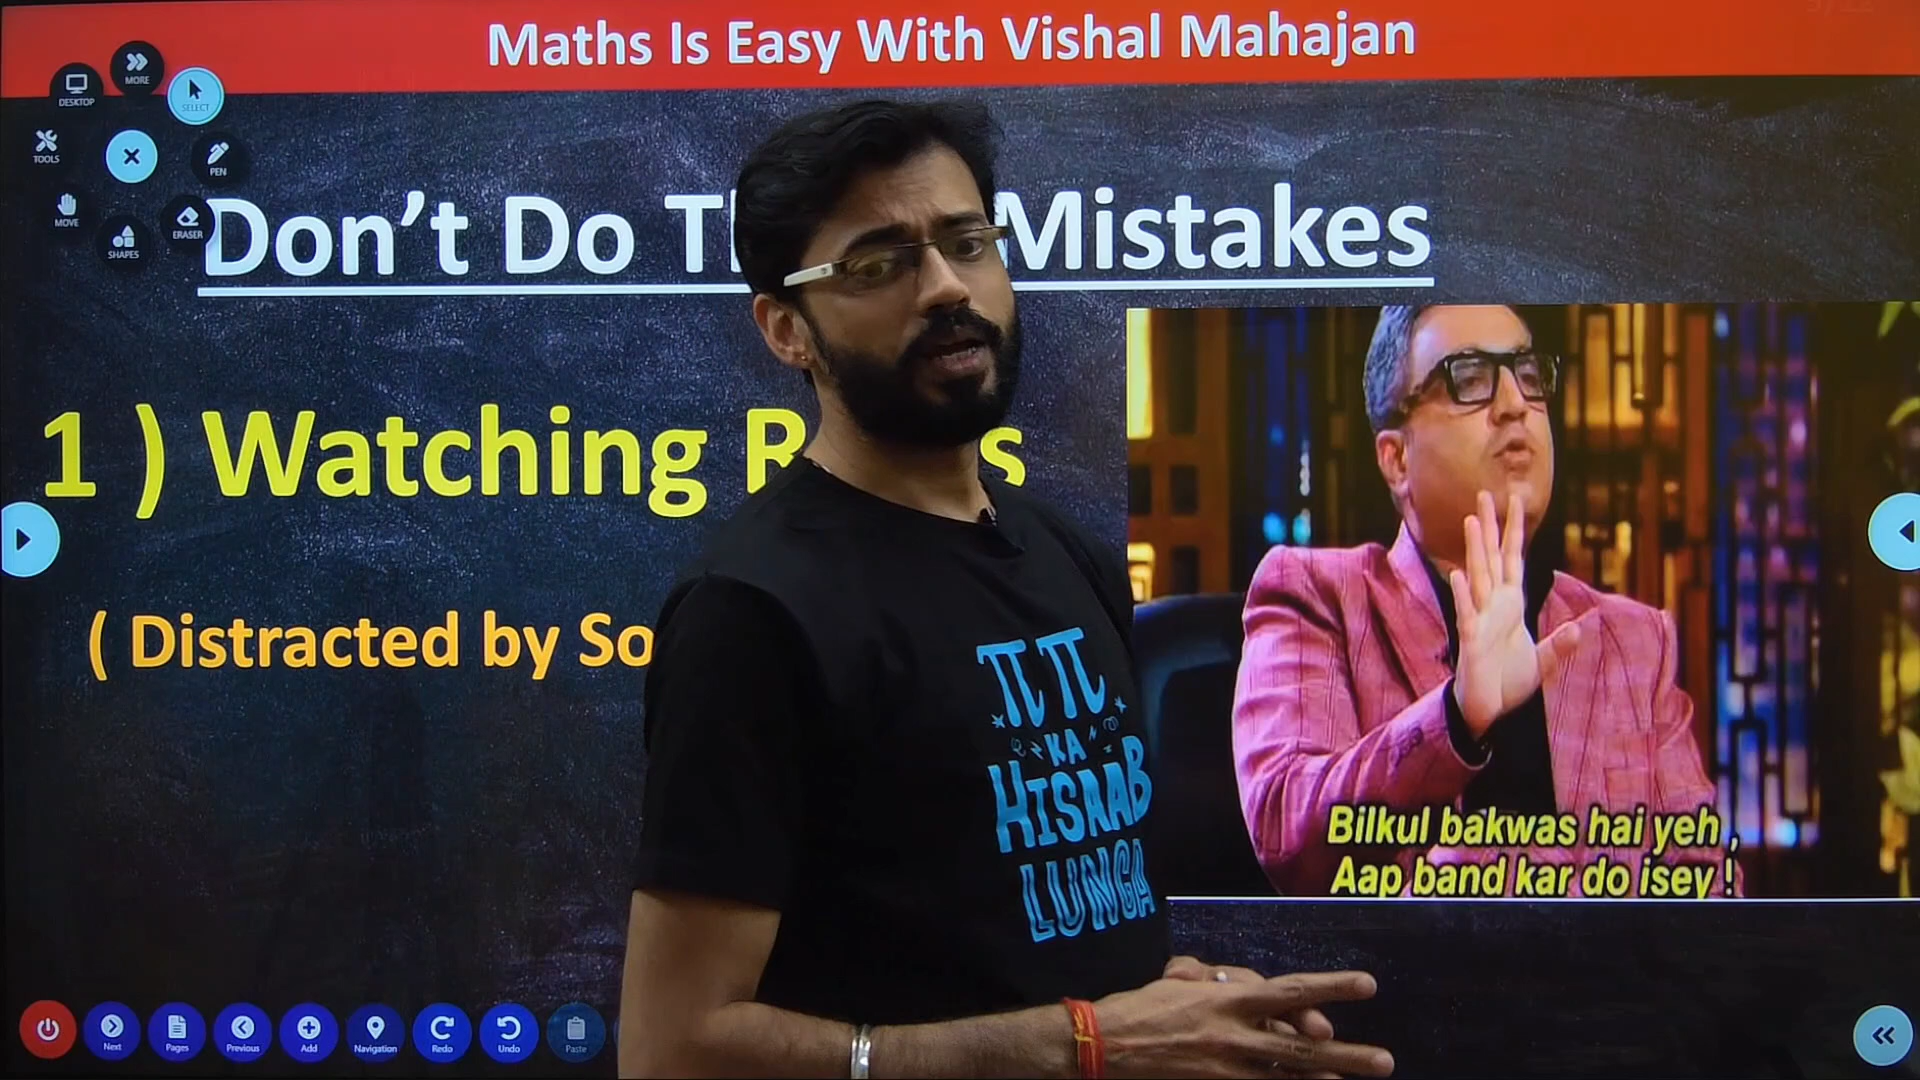 Maths Is Easy With Vishal Mahajan
MORE
DESKTOP
SELECT
TOOLS
PEN
MOVE
ERASER
SHAPES
Don’t Do Mistakes
1 ) Watching
( Distracted by
π π
KA
HISAAB
LUNGA
Bilkul bakwas hai yeh ,
Aap band kar do isey !
Next
Pages
Previous
Add
Navigation
Redo
Undo
Paste